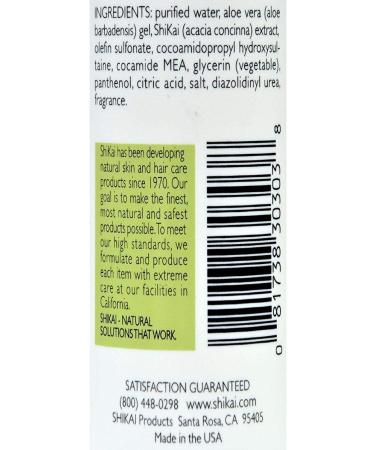 INGREDIENTS: purified water, aloe vera (aloe
barbadensis) gel, ShiKai (acacia concinna) extract,
olefin sulfonate, cocoamidopropyl hydroxysul-
taine, cocamide MEA, glycerin (vegetable),
panthenol, citric acid, salt, diazolidinyl urea,
fragrance.
ShiKai has been developing
natural skin and hair care
products since 1970. Our
goal is to make the finest,
most natural and safest
products possible. To meet
our high standards, we
formulate and produce
each item with extreme
care at our facilities in
California.
SHIKAI - NATURAL
SOLUTIONS THAT WORK.
0 81738 30303 8
SATISFACTION GUARANTEED
(800) 448-0298 www.shikai.com
SHIKAI Products Santa Rosa, CA 95405
Made in the USA